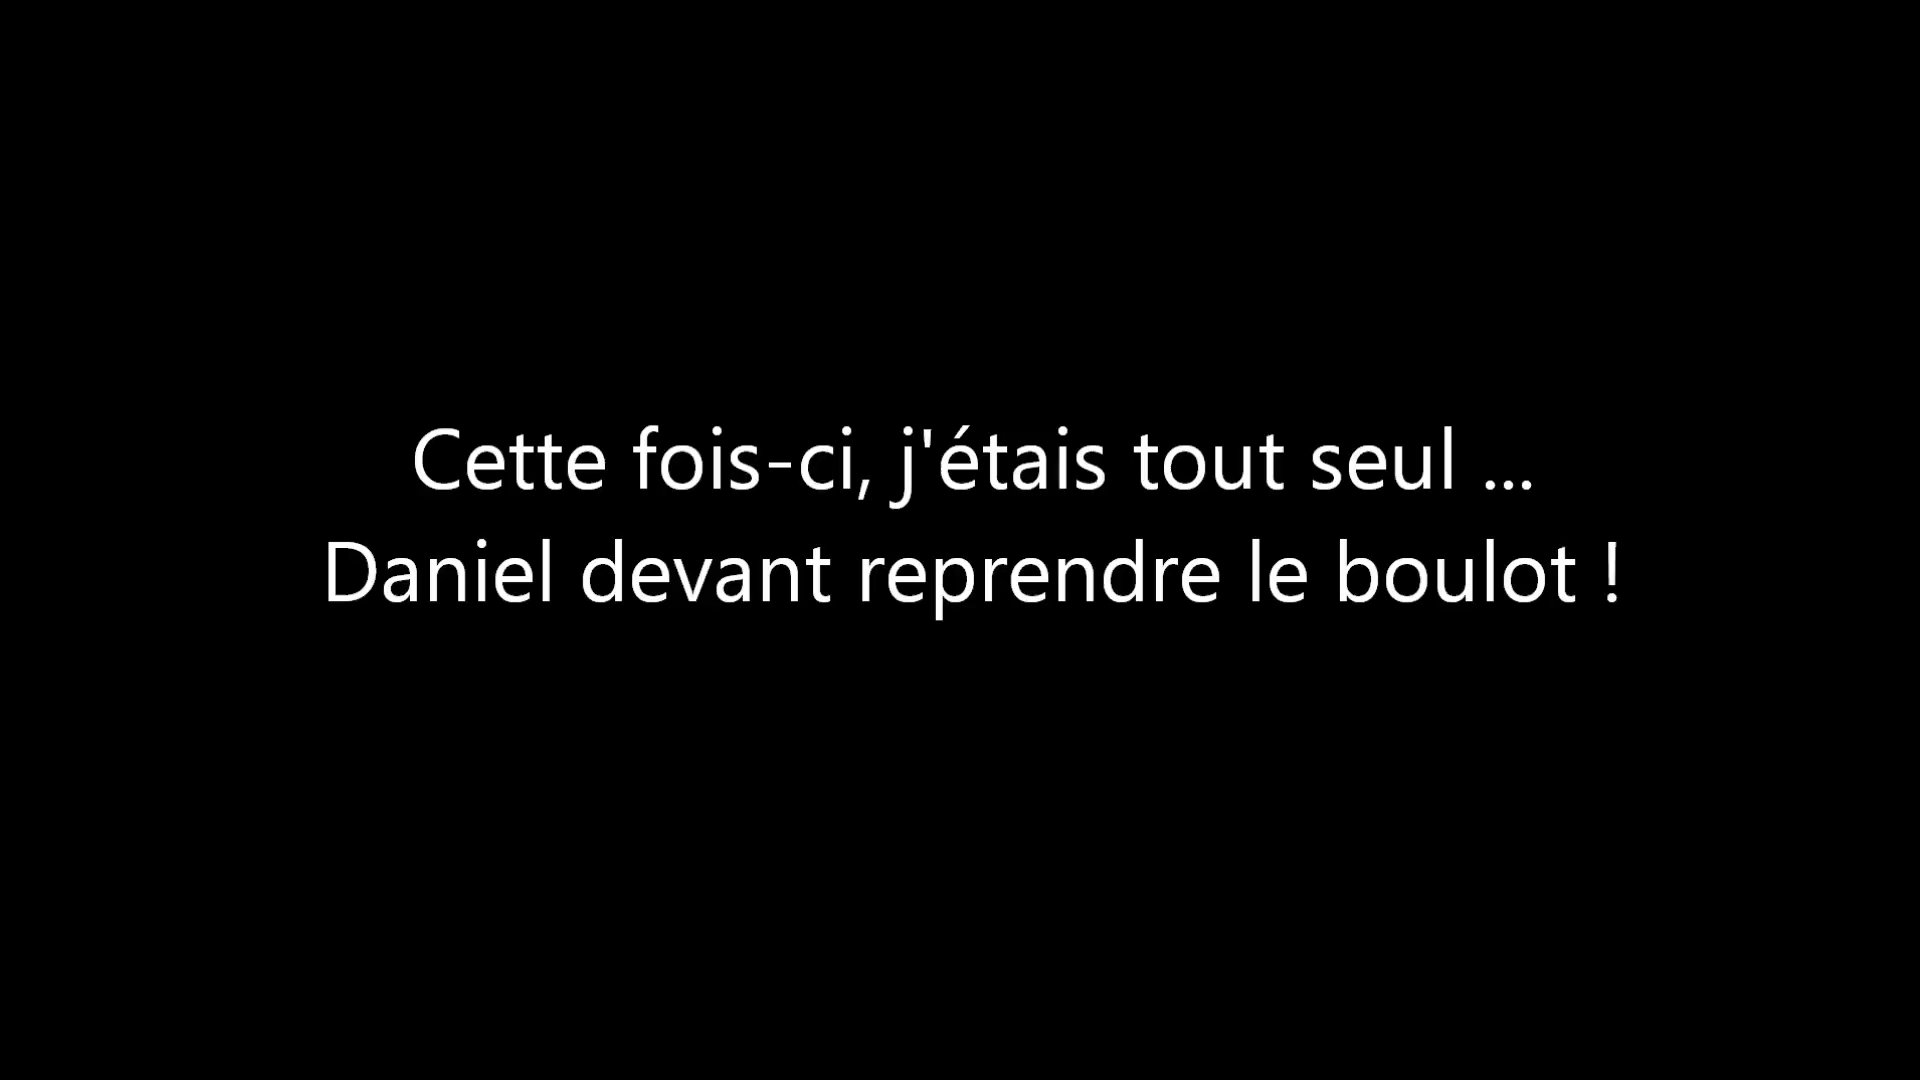 Cette fois-ci, j'étais tout seul ...
Daniel devant reprendre le boulot !